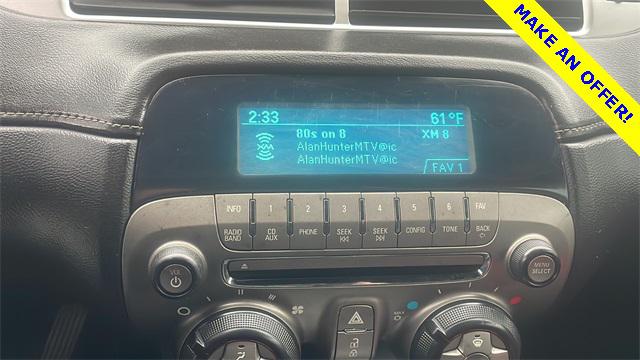 MAKE AN OFFER!
2:33 61°F
80s on 8 XM 8
XM AlanHunterMTV@ic
AlanHunterMTV@ic
FAV 1
INFO 1 2 3 4 5 6 FAV
RADIO BAND CD AUX PHONE SEEK SEEK CONFIG TONE BACK
VOL
MENU SELECT
MAX